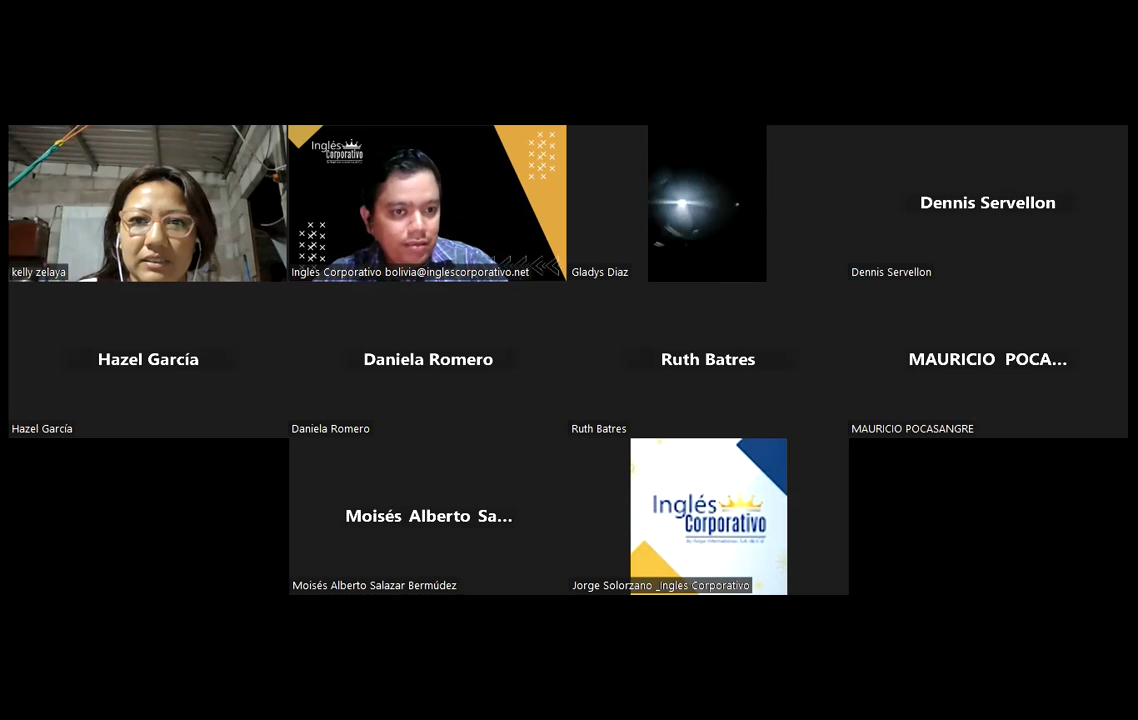 Inglés
Corporativo
kelly zelaya
Ingles Corporativo bolivia@inglescorporativo.net
Gladys Diaz
Dennis Servellon
Dennis Servellon
Hazel García
Daniela Romero
Ruth Batres
MAURICIO POCA...
Hazel García
Daniela Romero
Ruth Batres
MAURICIO POCASANGRE
Moisés Alberto Sa...
Inglés
Corporativo
Moisés Alberto Salazar Bermúdez
Jorge Solorzano _Ingles Corporativo